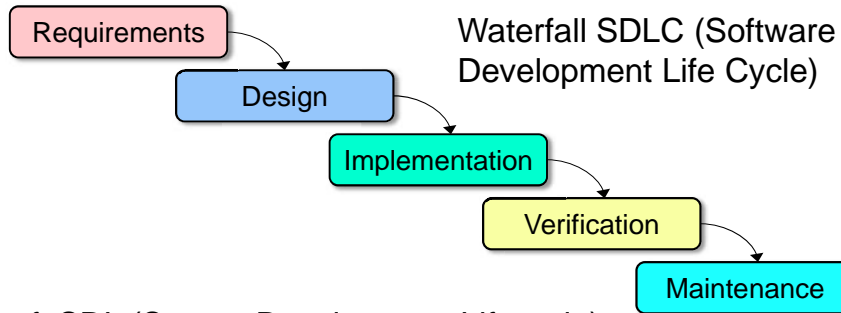 Requirements
Waterfall SDLC (Software
Development Life Cycle)
Design
Implementation
Verification
Maintenance